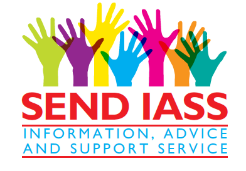 SEND IASS
INFORMATION, ADVICE
AND SUPPORT SERVICE